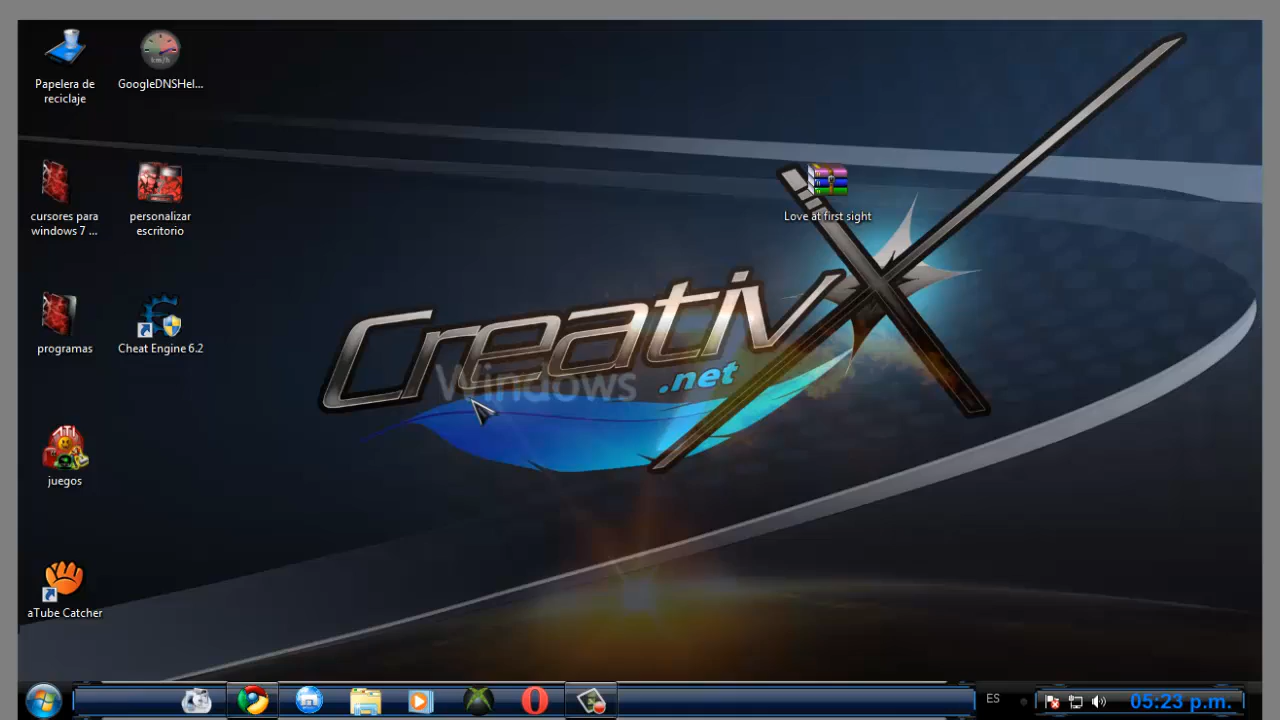 Papelera de
reciclaje
GoogleDNSHel...
cursores para
windows 7 ...
personalizar
escritorio
Love at first sight
programas
Cheat Engine 6.2
CreativX
.net
Windows
juegos
aTube Catcher
ES
05:23 p.m.